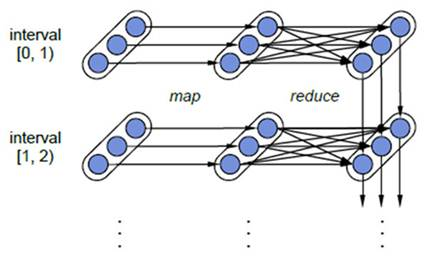 interval
[0, 1)
map
reduce
interval
[1, 2)